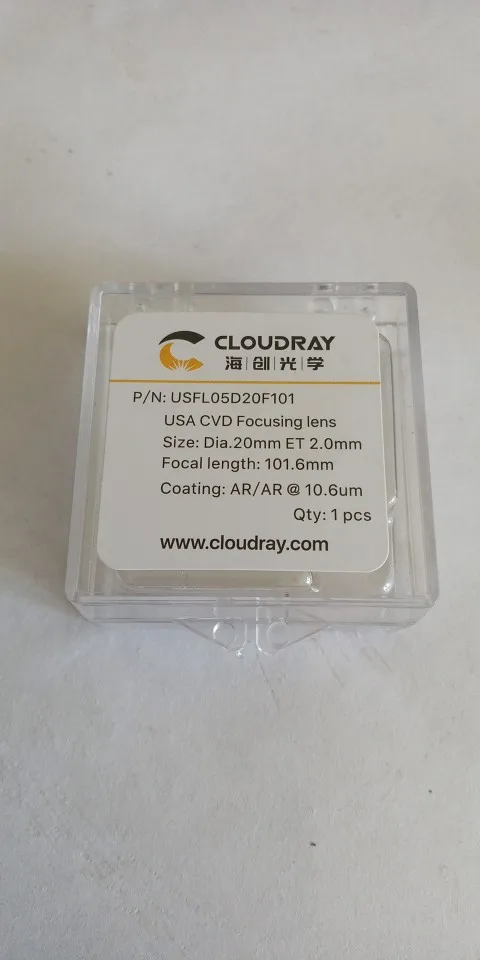 CLOUDRAY
海|创|光|学
P/N: USFL05D20F101
USA CVD Focusing lens
Size: Dia.20mm ET 2.0mm
Focal length: 101.6mm
Coating: AR/AR @ 10.6um
Qty: 1 pcs
www.cloudray.com